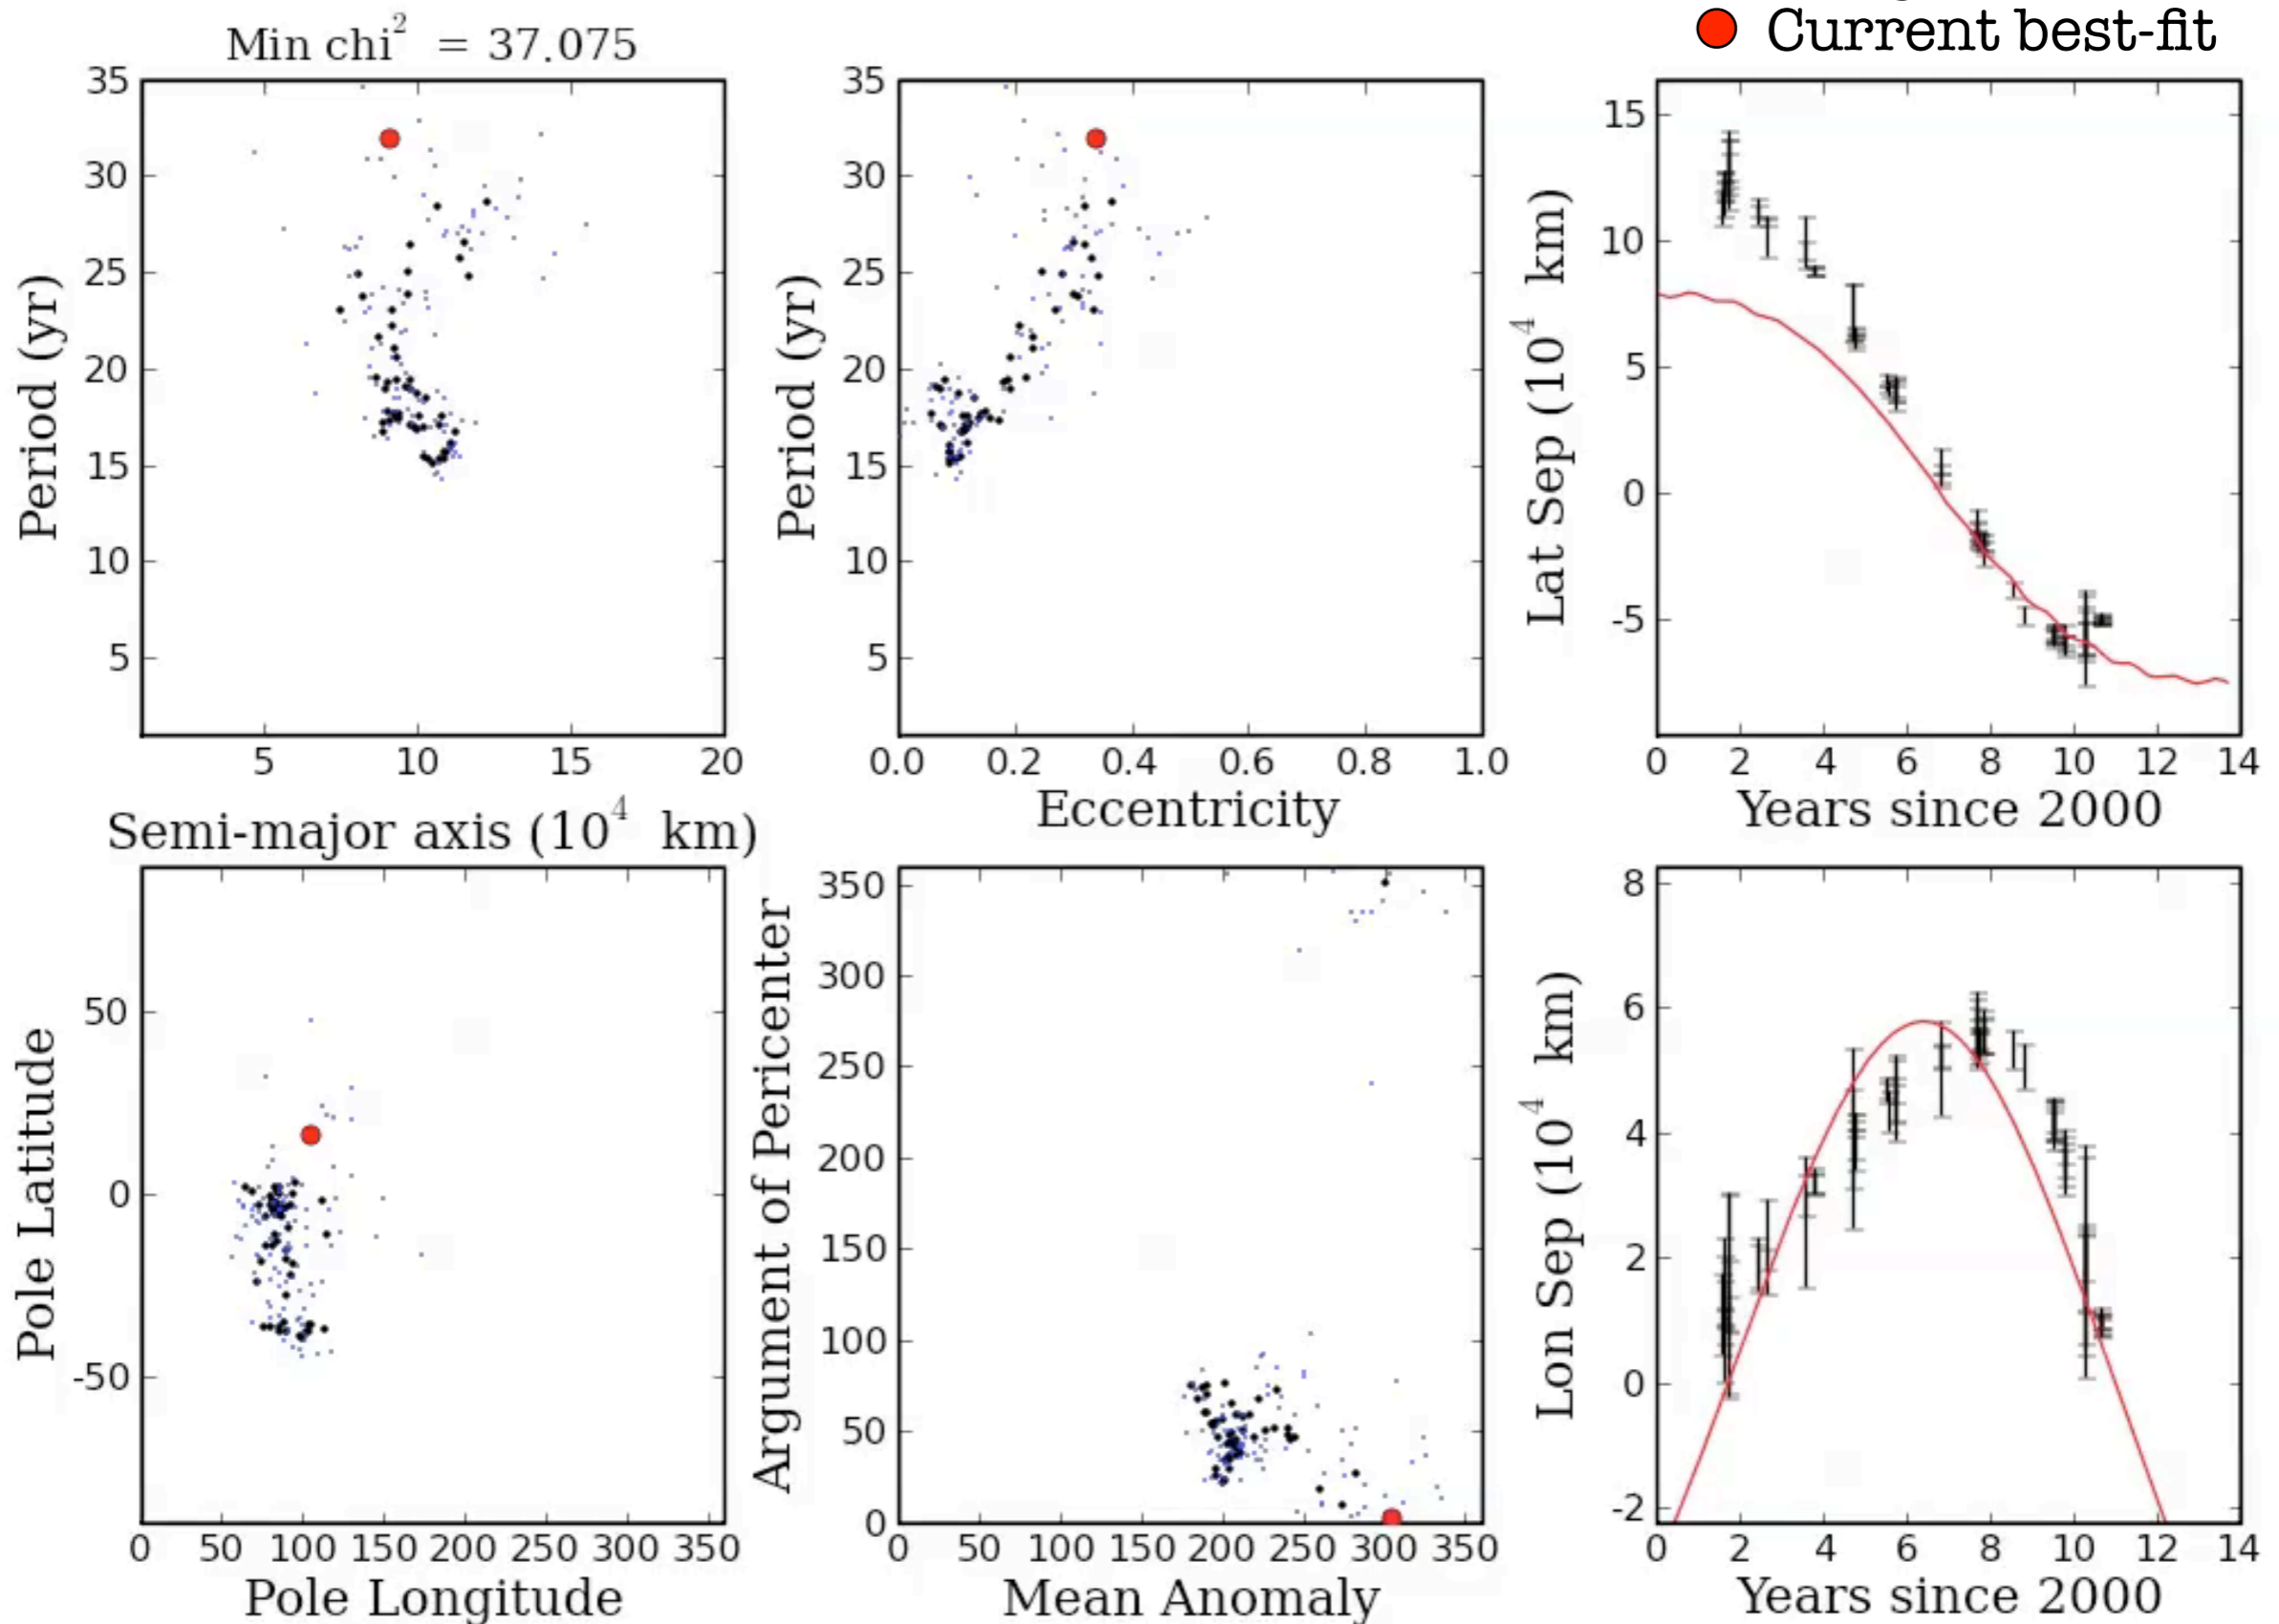 Current best-fit
Min chi² = 37.075
35
30
25
20
15
10
5
Period (yr)
5 10 15 20
Semi-major axis (10⁴ km)
35
30
25
20
15
10
5
Period (yr)
0.0 0.2 0.4 0.6 0.8 1.0
Eccentricity
15
10
5
0
-5
Lat Sep (10⁴ km)
0 2 4 6 8 10 12 14
Years since 2000
50
0
-50
Pole Latitude
0 50 100 150 200 250 300 350
Pole Longitude
350
300
250
200
150
100
50
0
Argument of Pericenter
0 50 100 150 200 250 300 350
Mean Anomaly
8
6
4
2
0
-2
Lon Sep (10⁴ km)
0 2 4 6 8 10 12 14
Years since 2000